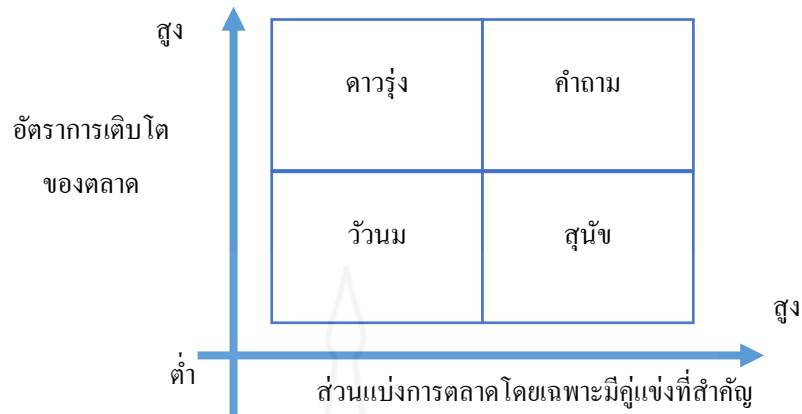 สูง
ดาวรุ่ง
คำถาม
อัตราการเติบโต
ของตลาด
วัวนม
สุนัข
สูง
ต่ำ
ส่วนแบ่งการตลาดโดยเฉพาะมีคู่แข่งที่สำคัญ